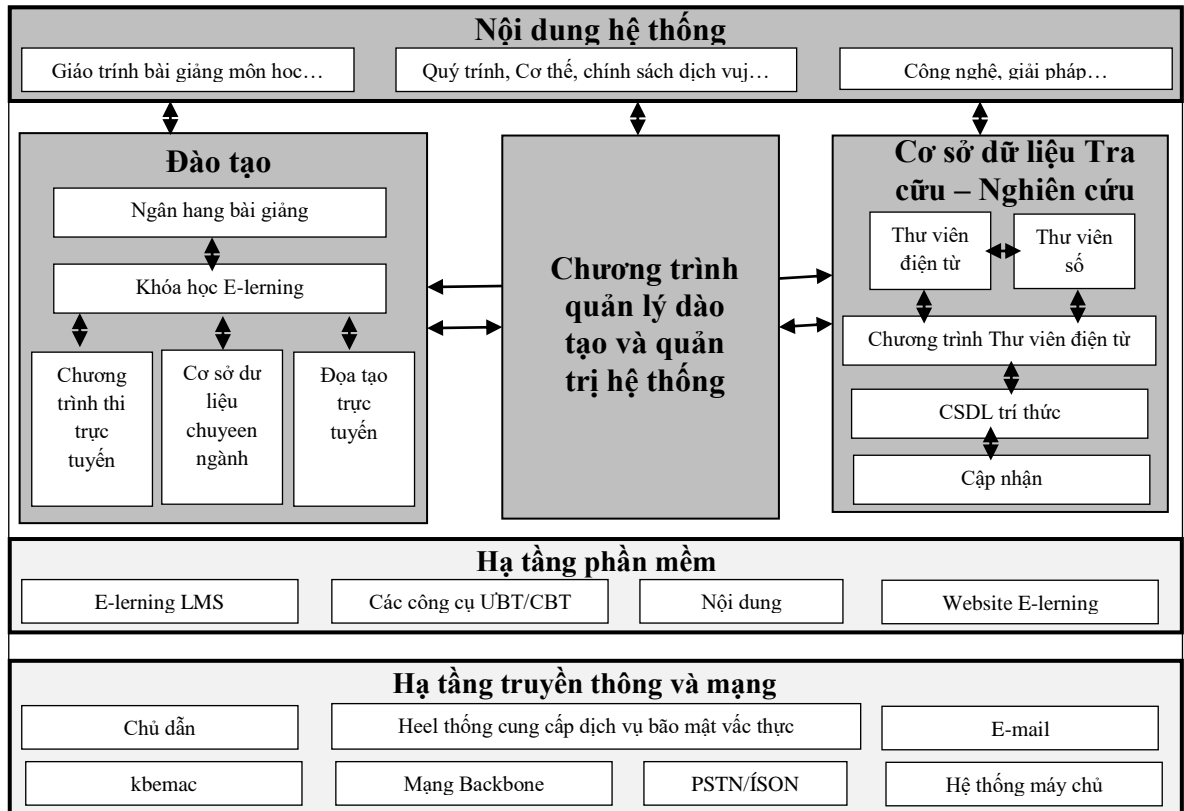 Nội dung hệ thống
Giáo trình bài giảng môn hoc…
Quý trính, Cơ thế, chính sách dịch vuj…
Công nghệ, giải pháp…
Đào tạo
Ngân hang bài giảng
Khóa học E-lerning
Chương
trình thi
trực
tuyến
Cơ sở dư
liệu
chuyeen
ngành
Đọa tạo
trực
tuyến
Chương trình
quản lý dào
tạo và quản
trị hệ thống
Cơ sở dữ liệu Tra
cữu – Nghiên cứu
Thư viên
điện từ
Thư viên
số
Chương trình Thư viên điện từ
CSDL trí thức
Cập nhận
Hạ tầng phần mềm
E-lerning LMS
Các công cụ ƯBT/CBT
Nội dung
Website E-lerning
Hạ tầng truyền thông và mạng
Chủ dẫn
Heel thống cung cấp dịch vụ bão mật vấc thực
E-mail
kbemac
Mạng Backbone
PSTN/ÍSON
Hệ thống máy chủ